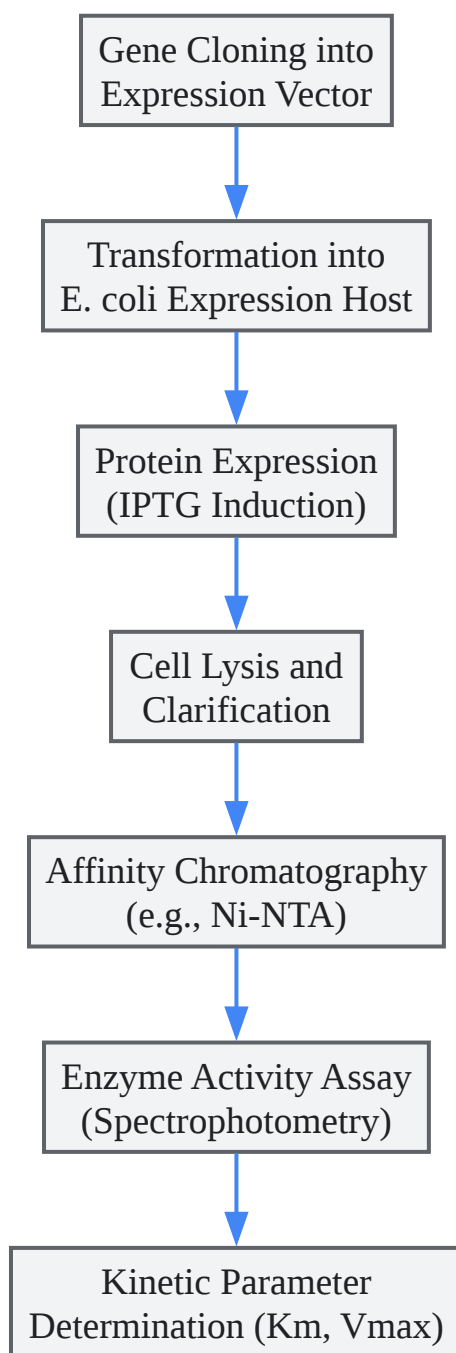 Gene Cloning into
Expression Vector
Transformation into
E. coli Expression Host
Protein Expression
(IPTG Induction)
Cell Lysis and
Clarification
Affinity Chromatography
(e.g., Ni-NTA)
Enzyme Activity Assay
(Spectrophotometry)
Kinetic Parameter
Determination (Km, Vmax)